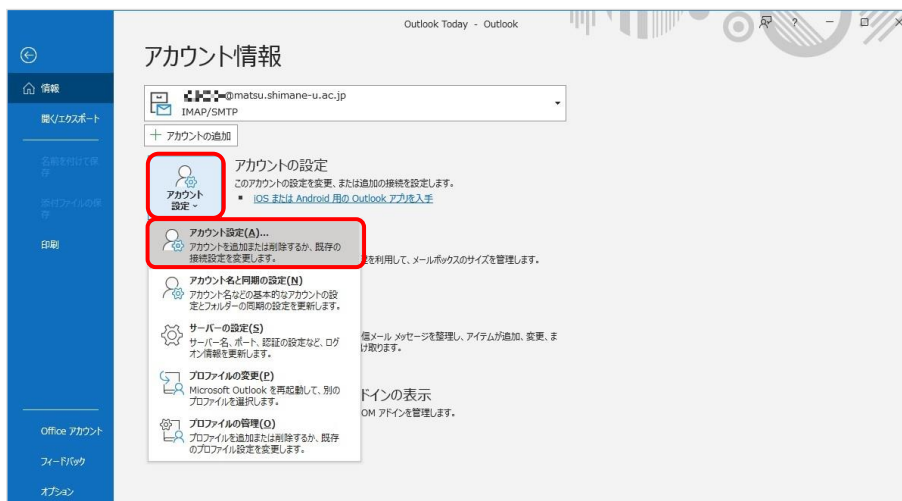 Outlook Today - Outlook
?
アカウント情報
情報
開く/エクスポート
名前を付けて保
存
添付ファイルの保
存
印刷
Office アカウント
フィードバック
オプション
@matsu.shimane-u.ac.jp
IMAP/SMTP
アカウントの追加
アカウント
設定
アカウントの設定
このアカウントの設定を変更、または追加の接続を設定します。
iOS または Android 用の Outlook アプリを入手
アカウント設定(A)...
アカウントを追加または削除するか、既存の
接続設定を変更します。
を利用して、メールボックスのサイズを管理します。
アカウント名と同期の設定(N)
アカウント名などの基本的なアカウントの設
定とフォルダーの同期の設定を更新します。
サーバーの設定(S)
サーバー名、ポート、認証の設定など、ログ
オン情報を更新します。
信メール メッセージを整理し、アイテムが追加、変更、ま
け取ります。
プロファイルの変更(P)
Microsoft Outlook を再起動して、別の
プロファイルを選択します。
ドインの表示
OM アドインを管理します。
プロファイルの管理(O)
プロファイルを追加または削除するか、既存
のプロファイル設定を変更します。